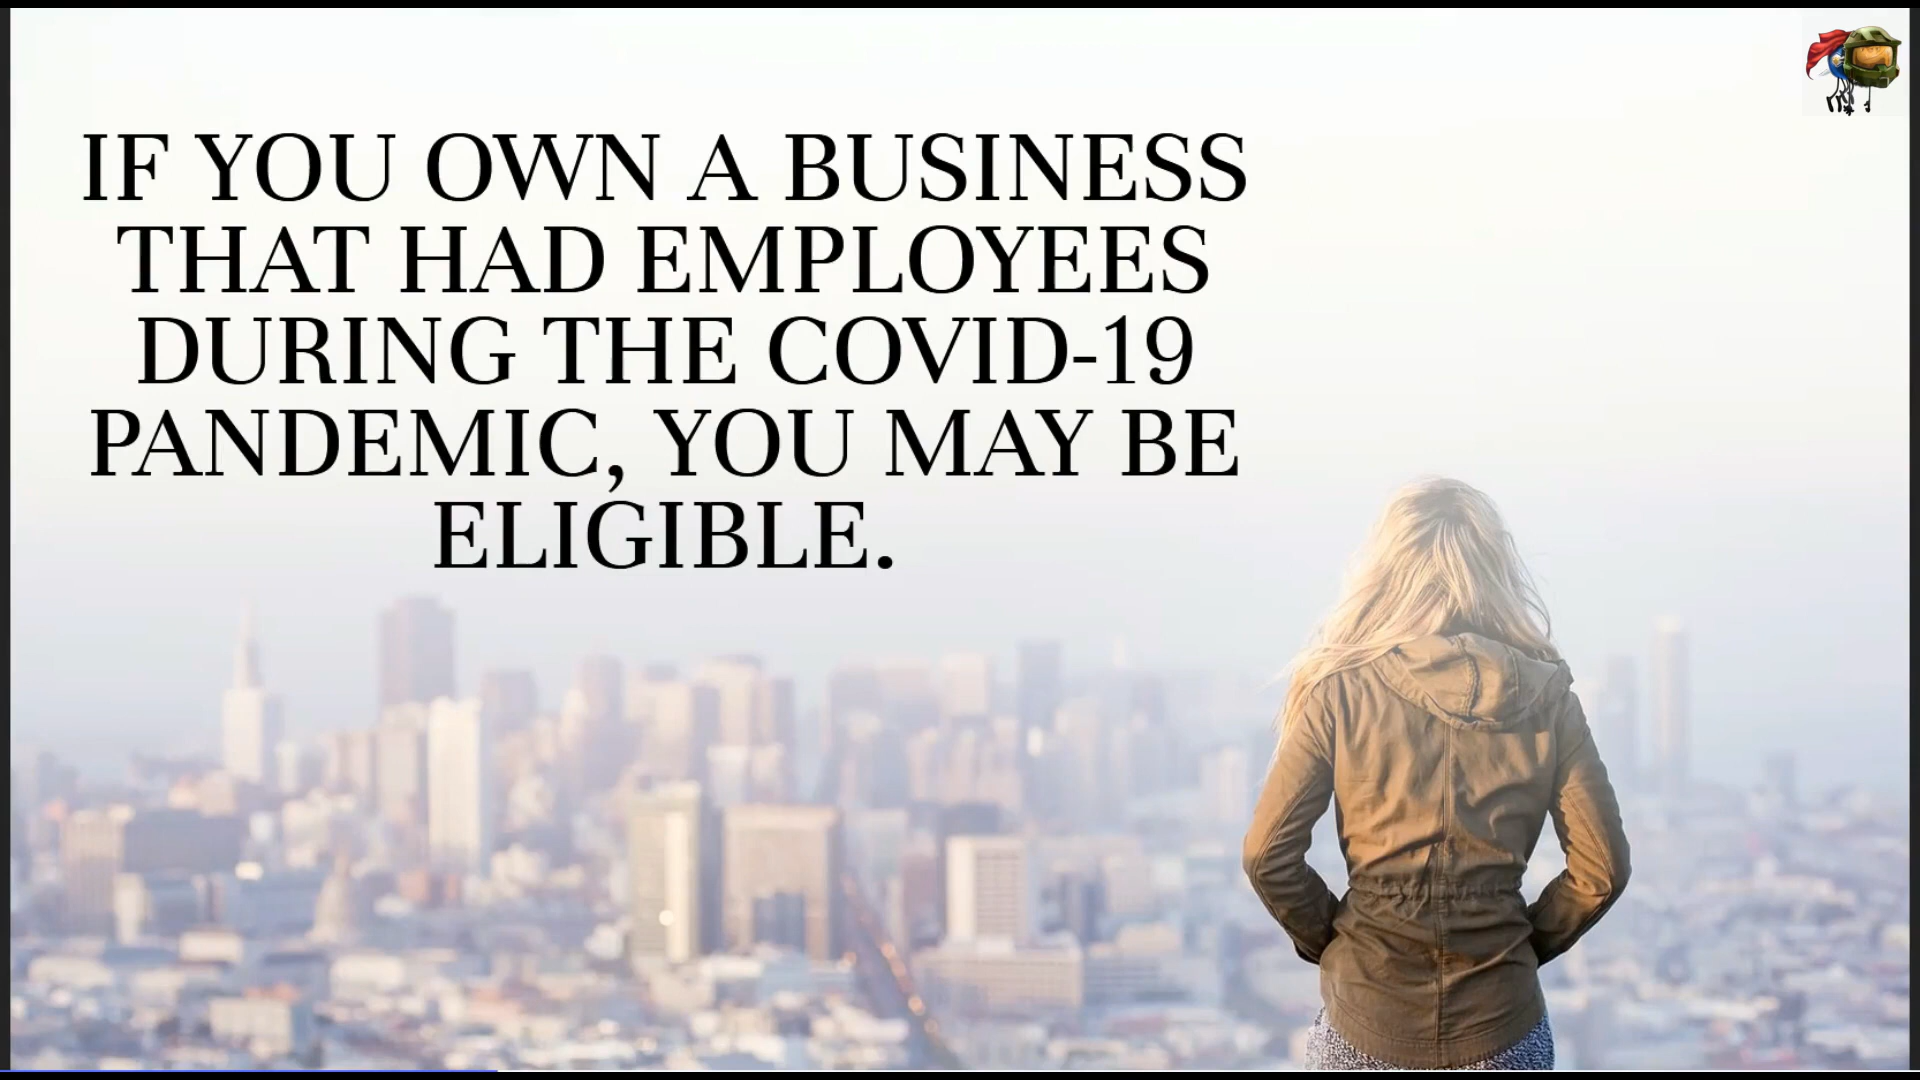 IF YOU OWN A BUSINESS
THAT HAD EMPLOYEES
DURING THE COVID-19
PANDEMIC, YOU MAY BE
ELIGIBLE.